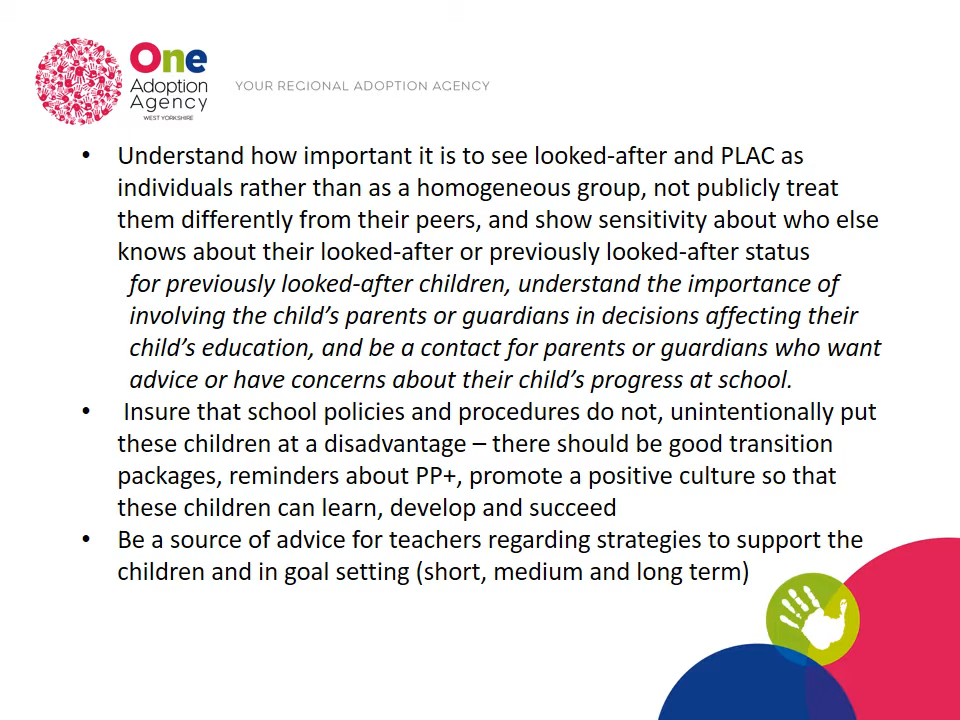 One
Adoption
Agency
WEST YORKSHIRE
YOUR REGIONAL ADOPTION AGENCY
• Understand how important it is to see looked-after and PLAC as
individuals rather than as a homogeneous group, not publicly treat
them differently from their peers, and show sensitivity about who else
knows about their looked-after or previously looked-after status
for previously looked-after children, understand the importance of
involving the child’s parents or guardians in decisions affecting their
child’s education, and be a contact for parents or guardians who want
advice or have concerns about their child’s progress at school.
• Insure that school policies and procedures do not, unintentionally put
these children at a disadvantage – there should be good transition
packages, reminders about PP+, promote a positive culture so that
these children can learn, develop and succeed
• Be a source of advice for teachers regarding strategies to support the
children and in goal setting (short, medium and long term)